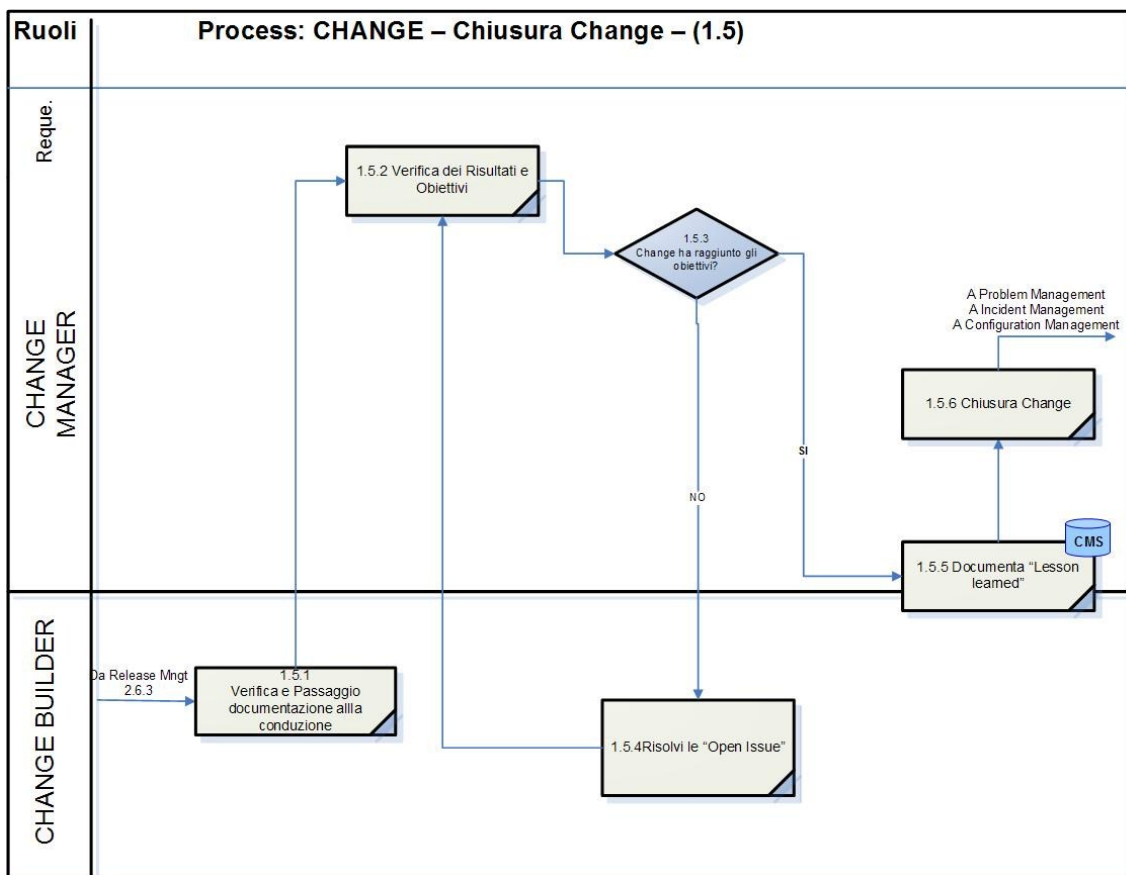 Ruoli
Process: CHANGE – Chiusura Change – (1.5)
Reque.
CHANGE
MANAGER
1.5.2 Verifica dei Risultati e
Obiettivi
1.5.3
Change ha raggiunto gli
obiettivi?
A Problem Management
A Incident Management
A Configuration Management
1.5.6 Chiusura Change
SI
NO
CMS
1.5.5 Documenta “Lesson
learned”
CHANGE BUILDER
Da Release Mngt
2.6.3
1.5.1
Verifica e Passaggio
documentazione allla
conduzione
1.5.4Risolvi le “Open Issue”